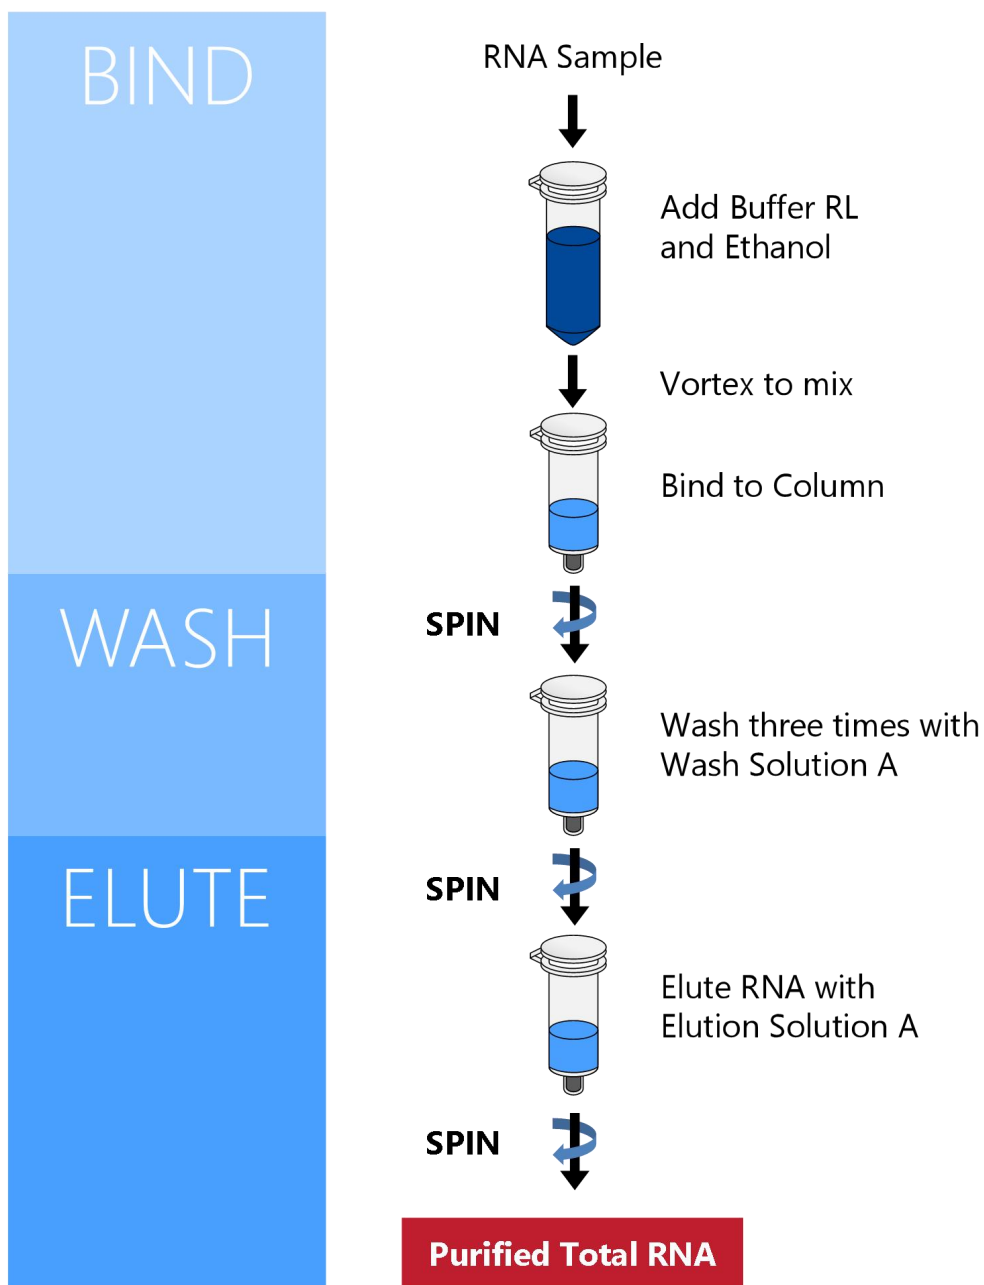 BIND
RNA Sample
Add Buffer RL
and Ethanol
Vortex to mix
Bind to Column
WASH
SPIN
Wash three times with
Wash Solution A
ELUTE
SPIN
Elute RNA with
Elution Solution A
SPIN
Purified Total RNA